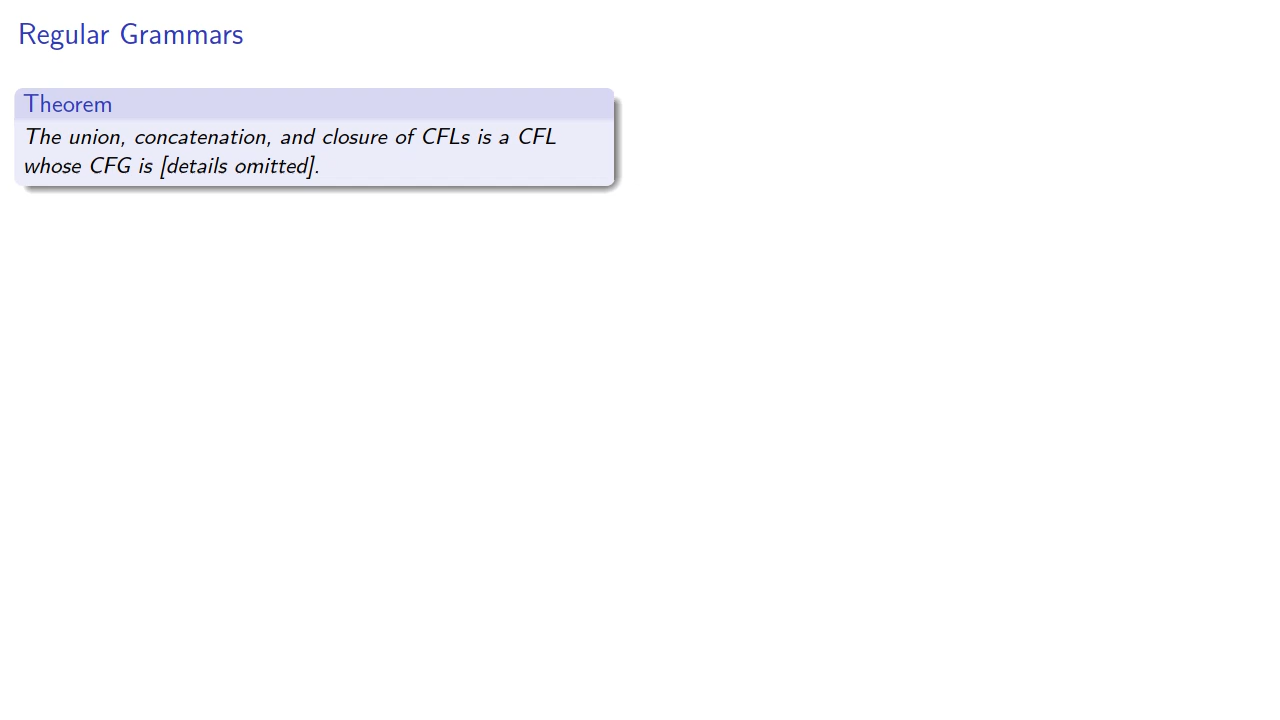 Regular Grammars
Theorem
The union, concatenation, and closure of CFLs is a CFL
whose CFG is [details omitted].